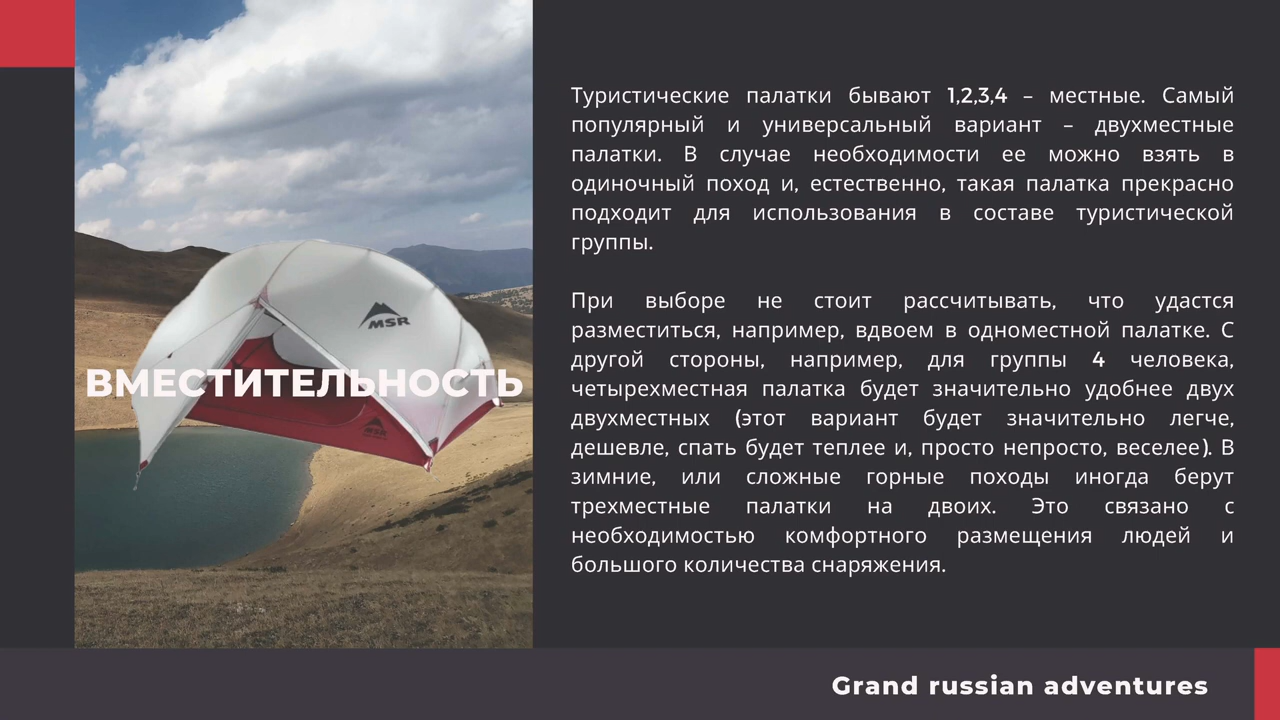 Туристические палатки бывают 1,2,3,4 – местные. Самый
популярный и универсальный вариант – двухместные
палатки. В случае необходимости ее можно взять в
одиночный поход и, естественно, такая палатка прекрасно
подходит для использования в составе туристической
группы.
При выборе не стоит рассчитывать, что удастся
разместиться, например, вдвоем в одноместной палатке. С
другой стороны, например, для группы 4 человека,
четырехместная палатка будет значительно удобнее двух
двухместных (этот вариант будет значительно легче,
дешевле, спать будет теплее и, просто непросто, веселее). В
зимние, или сложные горные походы иногда берут
трехместные палатки на двоих. Это связано с
необходимостью комфортного размещения людей и
большого количества снаряжения.
MSR
ВМЕСТИТЕЛЬНОСТЬ
MSR
Grand russian adventures